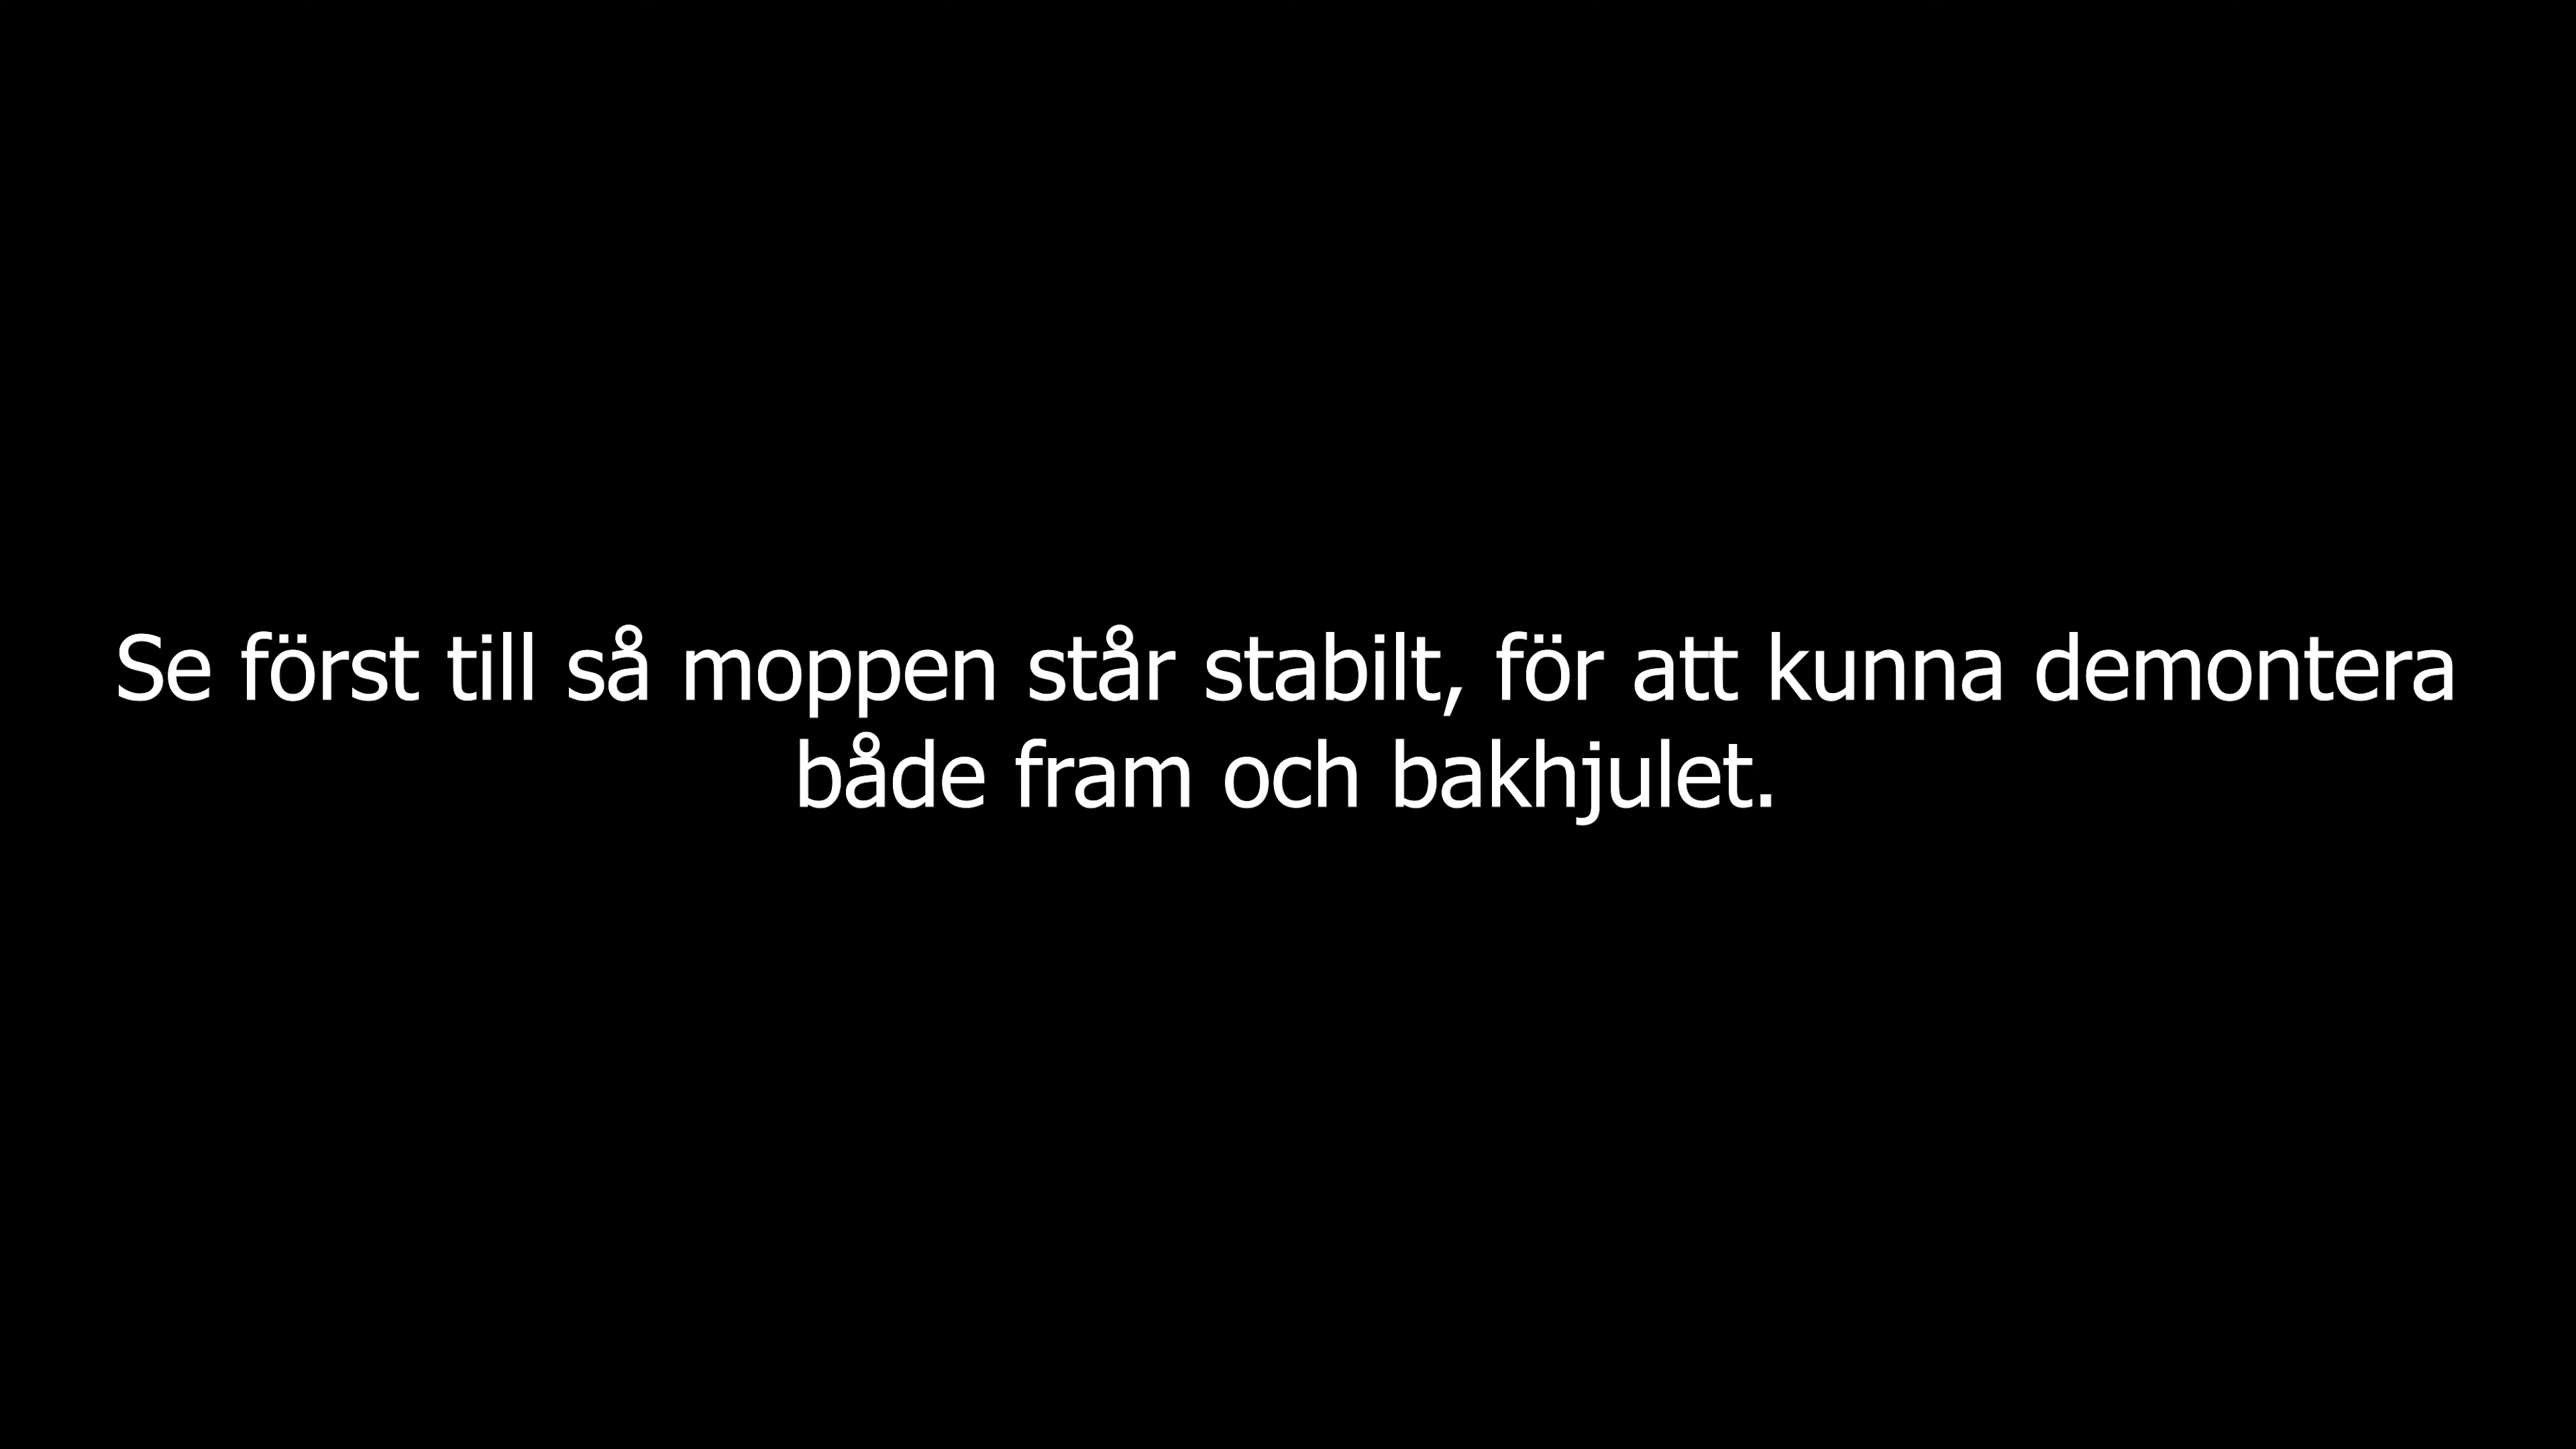 Se först till så moppen står stabilt, för att kunna demontera
både fram och bakhjulet.